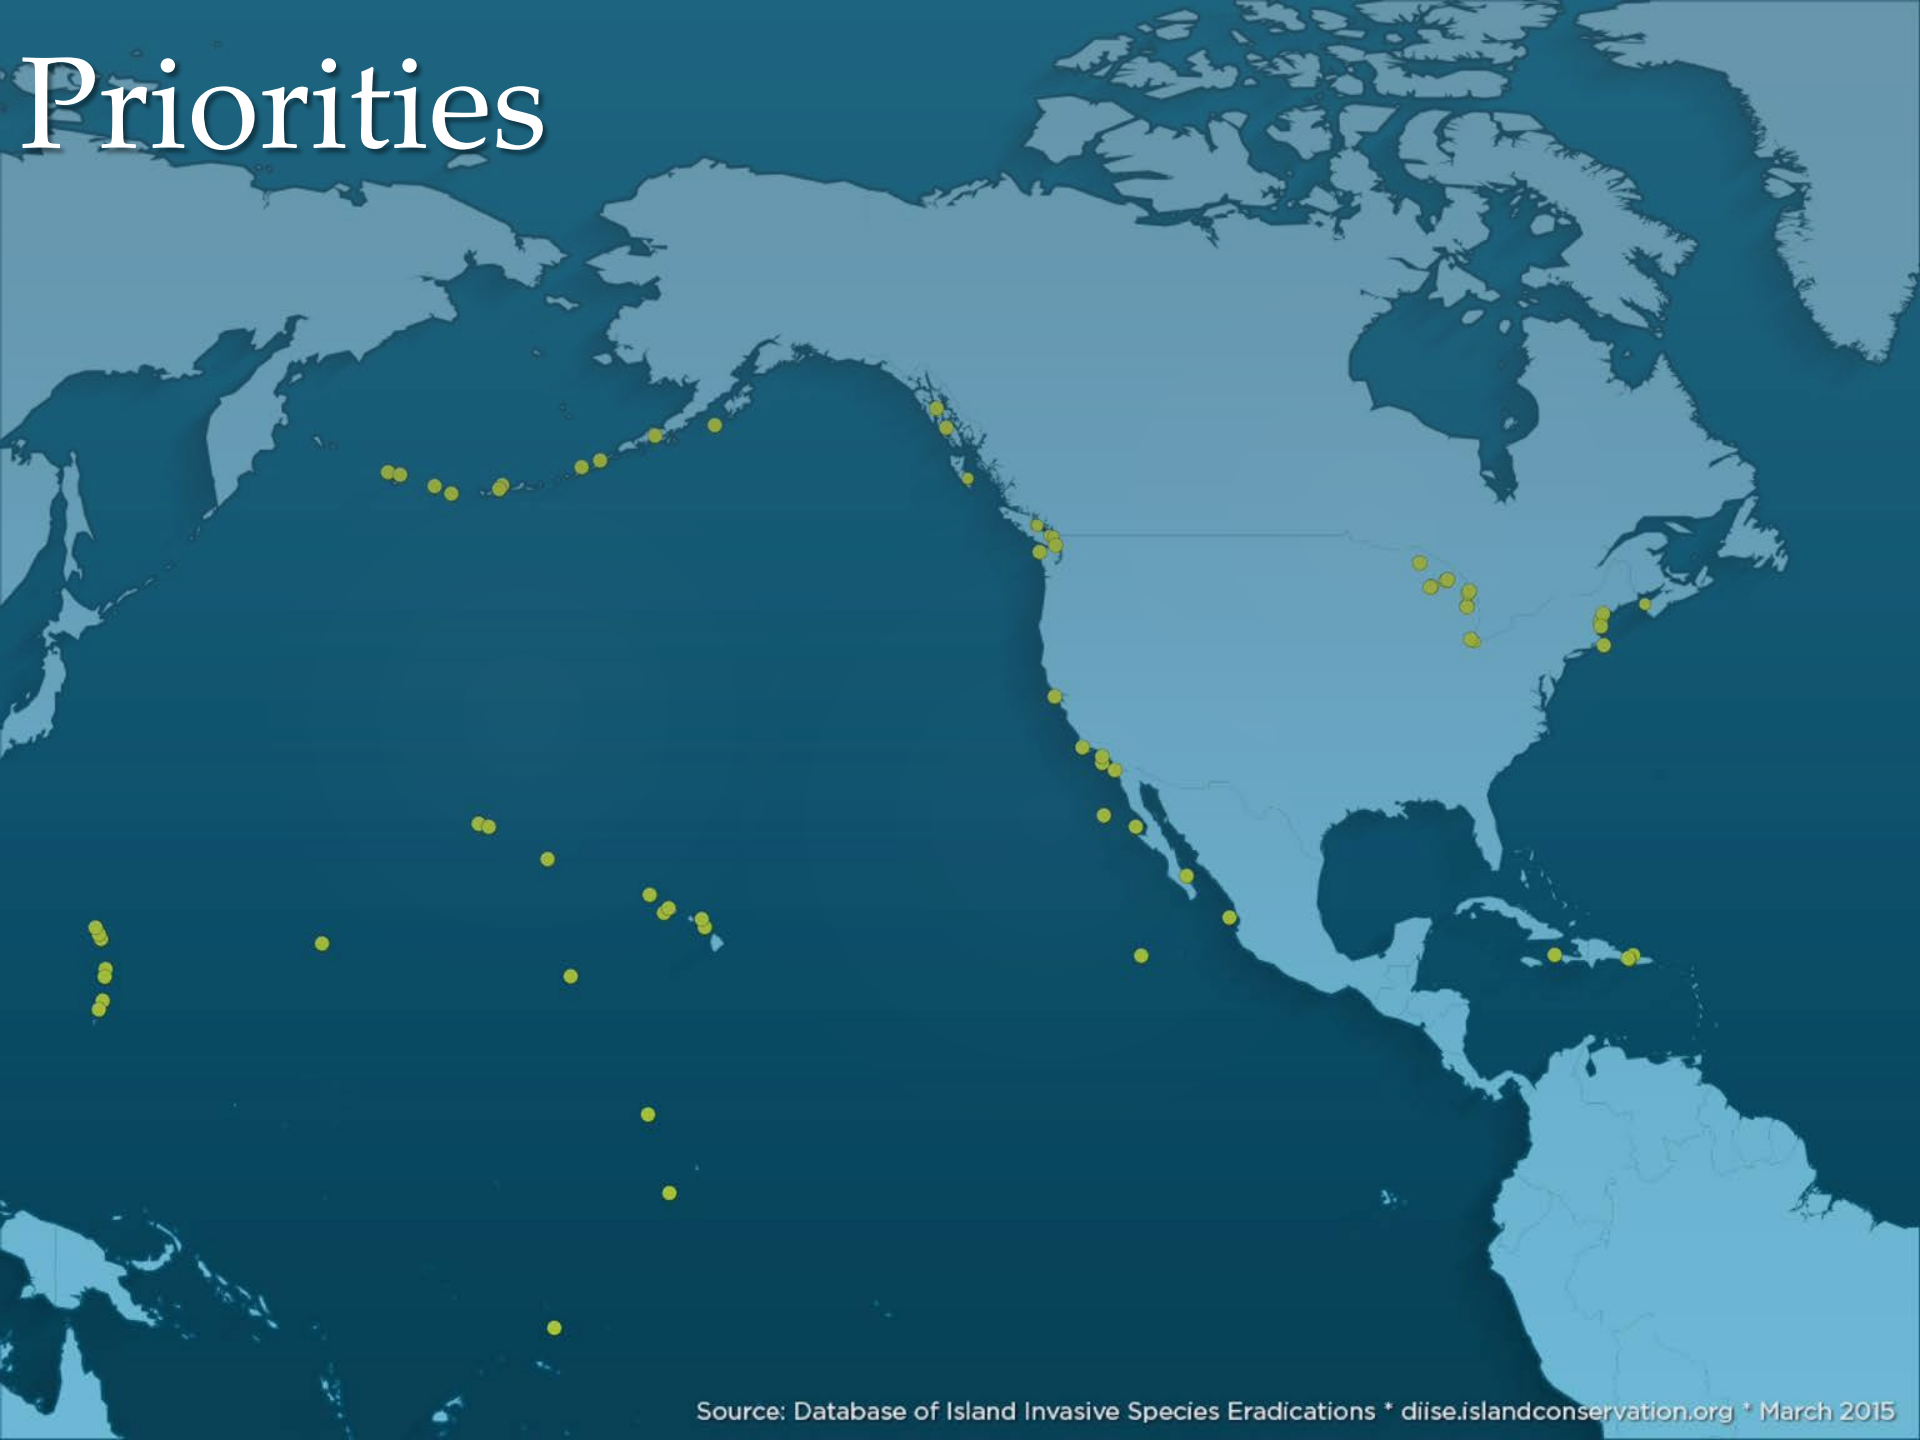 Priorities
Source: Database of Island Invasive Species Eradications * diise.islandconservation.org * March 2015